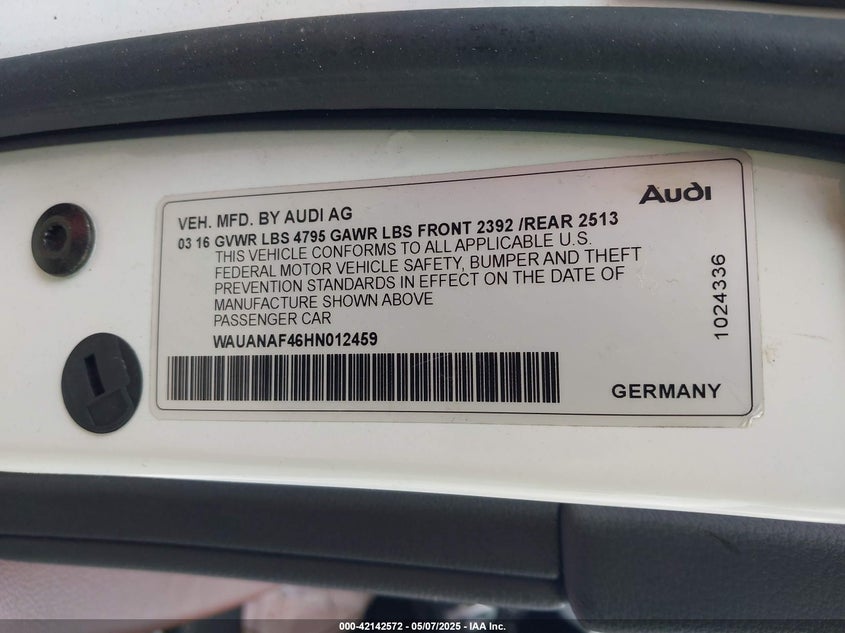 Audi
VEH. MFD. BY AUDI AG
03 16 GVWR LBS 4795 GAWR LBS FRONT 2392 /REAR 2513
THIS VEHICLE CONFORMS TO ALL APPLICABLE U.S.
FEDERAL MOTOR VEHICLE SAFETY, BUMPER AND THEFT
PREVENTION STANDARDS IN EFFECT ON THE DATE OF
MANUFACTURE SHOWN ABOVE
PASSENGER CAR
WAUANAF46HN012459
GERMANY
1024336
000-42142572 - 05/07/2025 - IAA Inc.